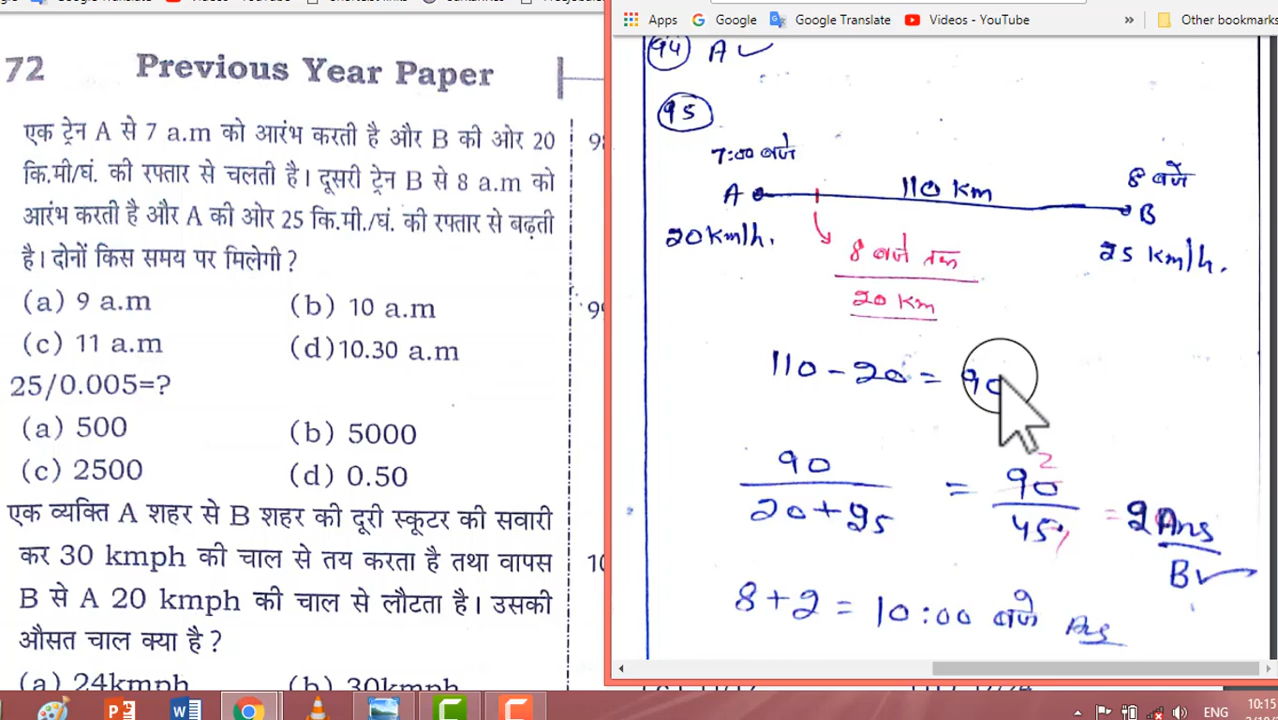 Apps Google Google Translate YouTube - YouTube » Other bookmarks
72 Previous Year Paper
एक ट्रेन A से 7 a.m को आरंभ करती है और B की ओर 20
कि.मी/घं. की रफ्तार से चलती है। दूसरी ट्रेन B से 8 a.m को
आरंभ करती है और A की ओर 25 कि.मी./घं. की रफ्तार से बढ़ती
है। दोनों किस समय पर मिलेगी ?
(a) 9 a.m (b) 10 a.m
(c) 11 a.m (d)10.30 a.m
25/0.005=?
(a) 500 (b) 5000
(c) 2500 (d) 0.50
एक व्यक्ति A शहर से B शहर की दूरी स्कूटर की सवारी
कर 30 kmph की चाल से तय करता है तथा वापस
B से A 20 kmph की चाल से लौटता है। उसकी
औसत चाल क्या है ?
(a) 24kmph (b) 30kmph
94 A
95
7:00 बजे
8 बजे
A 110 km B
20km/h. 25 km/h.
8 बजे तक
20 km
110 - 20 = 90
90 / 20+25 = 90 / 45 = 2 Ans
B
8+2 = 10:00 बजे Ans
ENG 10:15